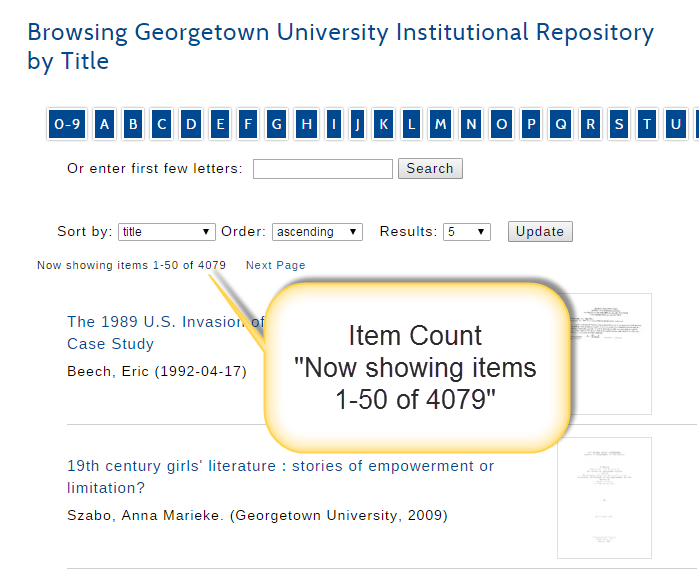 Browsing Georgetown University Institutional Repository
by Title
0-9 A B C D E F G H I J K L M N O P Q R S T U
Or enter first few letters: Search
Sort by: title Order: ascending Results: 5 Update
Now showing items 1-50 of 4079 Next Page
The 1989 U.S. Invasion of
Case Study
Beech, Eric (1992-04-17)
Item Count
"Now showing items
1-50 of 4079"
19th century girls' literature : stories of empowerment or
limitation?
Szabo, Anna Marieke. (Georgetown University, 2009)